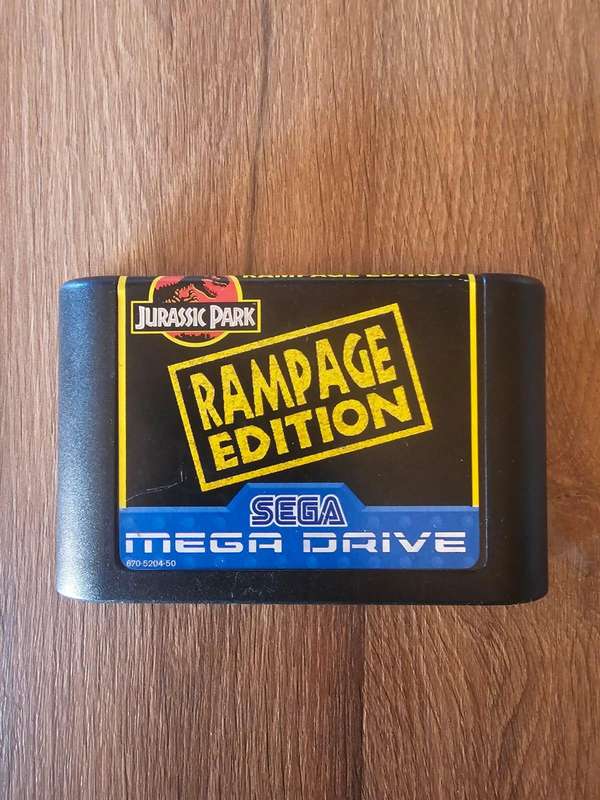 RAMPAGE EDITION
JURASSIC PARK
RAMPAGE
EDITION
SEGA
MEGA DRIVE
670-5204-50